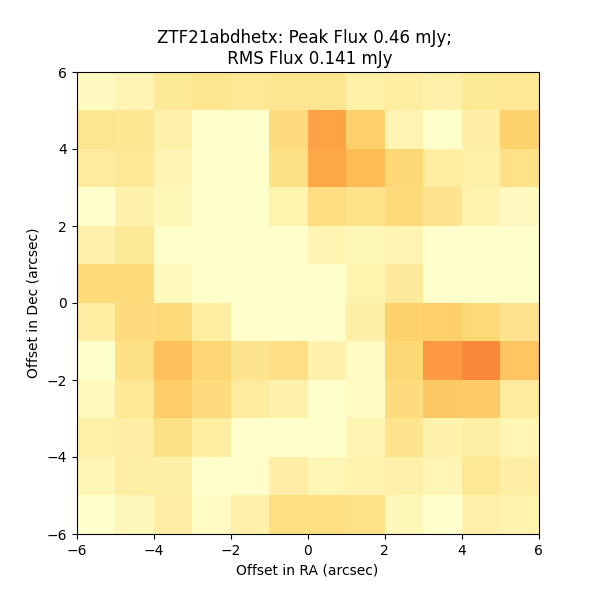 ZTF21abdhetx: Peak Flux 0.46 mJy;
RMS Flux 0.141 mJy
6
4
2
0
−2
−4
−6
Offset in Dec (arcsec)
−6 −4 −2 0 2 4 6
Offset in RA (arcsec)